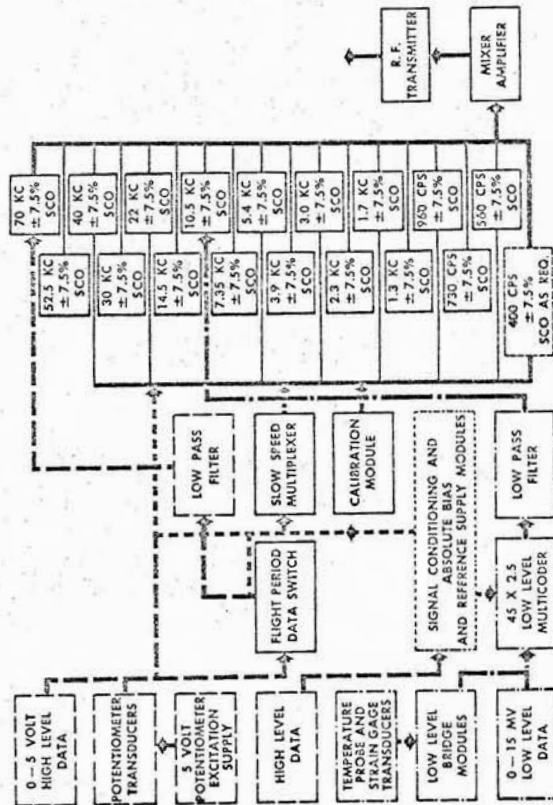 0–5 VOLT
HIGH LEVEL
DATA
POTENTIOMETER
TRANSDUCERS
5 VOLT
POTENTIOMETER
EXCITATION
SUPPLY
HIGH LEVEL
DATA
TEMPERATURE
PROBE AND
STRAIN GAGE
TRANSDUCERS
LOW LEVEL
BRIDGE
MODULES
0–15 MV
LOW LEVEL
DATA
FLIGHT PERIOD
DATA SWITCH
SIGNAL CONDITIONING AND
ABSOLUTE BIAS
AND REFERENCE SUPPLY MODULES
45 X 2.5
LOW LEVEL
MULTICODER
LOW PASS
FILTER
SLOW SPEED
MULTIPLEXER
CALIBRATION
MODULE
LOW PASS
FILTER
52.5 KC
± 7.5%
SCO
30 KC
± 7.5%
SCO
14.5 KC
± 7.5%
SCO
7.35 KC
± 7.5%
SCO
3.9 KC
± 7.5%
SCO
2.3 KC
± 7.5%
SCO
1.3 KC
± 7.5%
SCO
730 CPS
± 7.5%
SCO
400 CPS
± 7.5%
SCO AS REQ.
70 KC
± 7.5%
SCO
40 KC
± 7.5%
SCO
22 KC
± 7.5%
SCO
10.5 KC
± 7.5%
SCO
5.4 KC
± 7.5%
SCO
3.0 KC
± 7.5%
SCO
1.7 KC
± 7.5%
SCO
960 CPS
± 7.5%
SCO
560 CPS
± 7.5%
SCO
R. F.
TRANSMITTER
MIXER
AMPLIFIER